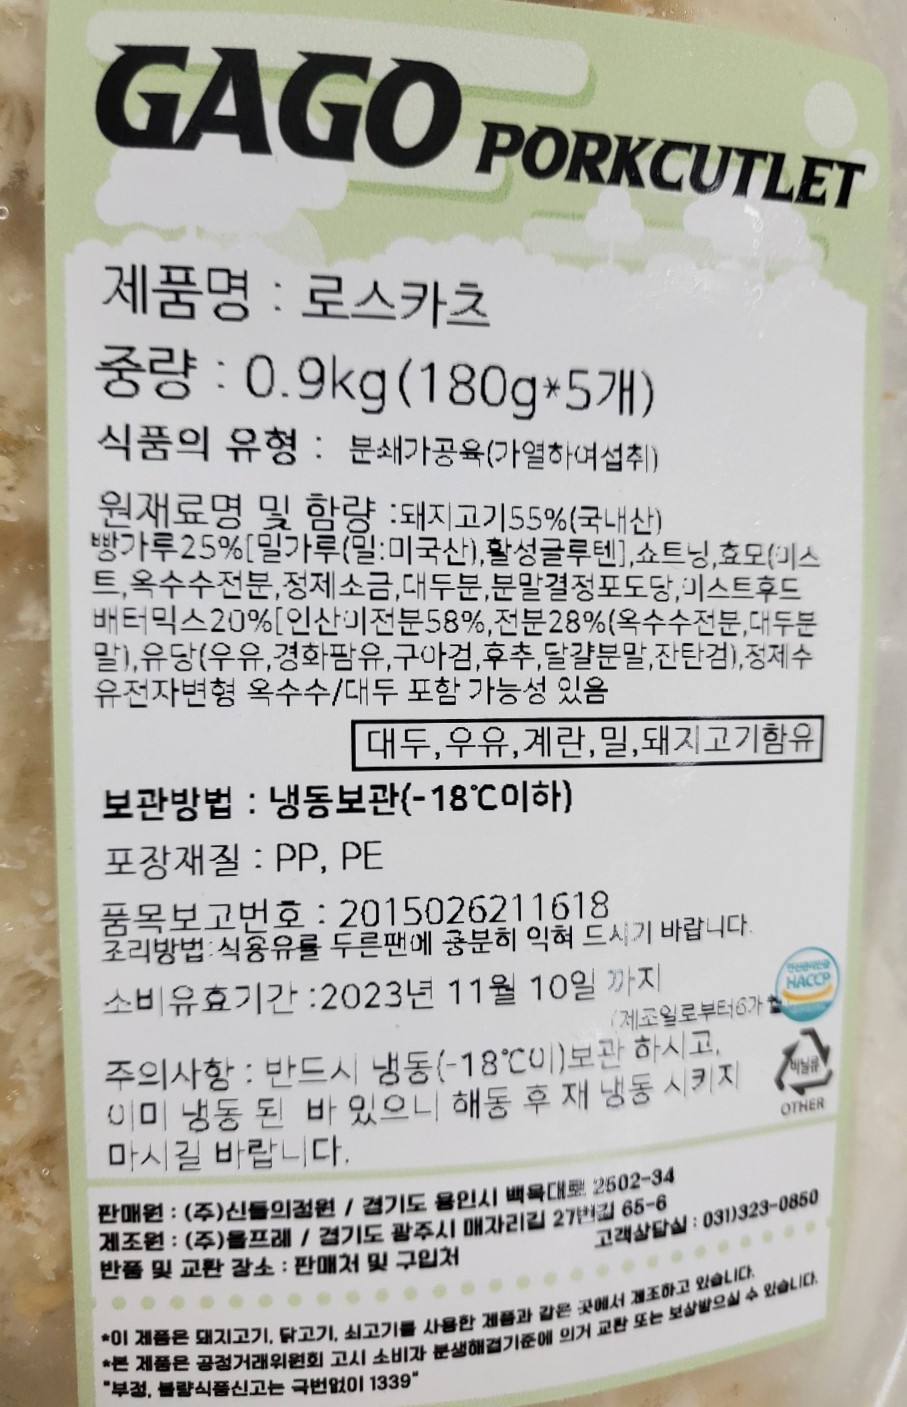 GAGO PORKCUTLET
제품명 : 로스카츠
중량 : 0.9kg(180g*5개)
식품의 유형 : 분쇄가공육(가열하여섭취)
원재료명 및 함량 :돼지고기55%(국내산)
빵가루25%[밀가루(밀:미국산),활성글루텐],쇼트닝,효모(이스
트,옥수수전분,정제소금,대두분,분말결정포도당,이스트후드
배터믹스20%[인산이전분58%,전분28%(옥수수전분,대두분
말),유당(우유,경화팜유,구아검,후추,달걀분말,잔탄검),정제수
유전자변형 옥수수/대두 포함 가능성 있음
대두,우유,계란,밀,돼지고기함유
보관방법 : 냉동보관(-18℃이하)
포장재질 : PP, PE
품목보고번호 : 2015026211618
조리방법:식용유를 두른팬에 충분히 익혀 드시기 바랍니다.
소비유효기간 :2023년 11월 10일 까지
(제조일로부터6개월
HACCP
주의사항 : 반드시 냉동(-18℃이)보관 하시고,
이미 냉동 된 바 있으니 해동 후 재 냉동 시키지
마시길 바랍니다.
비닐류
OTHER
판매원 : (주)신들의정원 / 경기도 용인시 백옥대로 2502-34
제조원 : (주)올프레 / 경기도 광주시 매자리길 27번길 65-6
반품 및 교환 장소 : 판매처 및 구입처
고객상담실 : 031)323-0850
*이 제품은 돼지고기, 닭고기, 쇠고기를 사용한 제품과 같은 곳에서 제조하고 있습니다.
*본 제품은 공정거래위원회 고시 소비자 분생해결기준에 의거 교환 또는 보상받으실 수 있습니다.
"부정, 불량식품신고는 국번없이 1339"